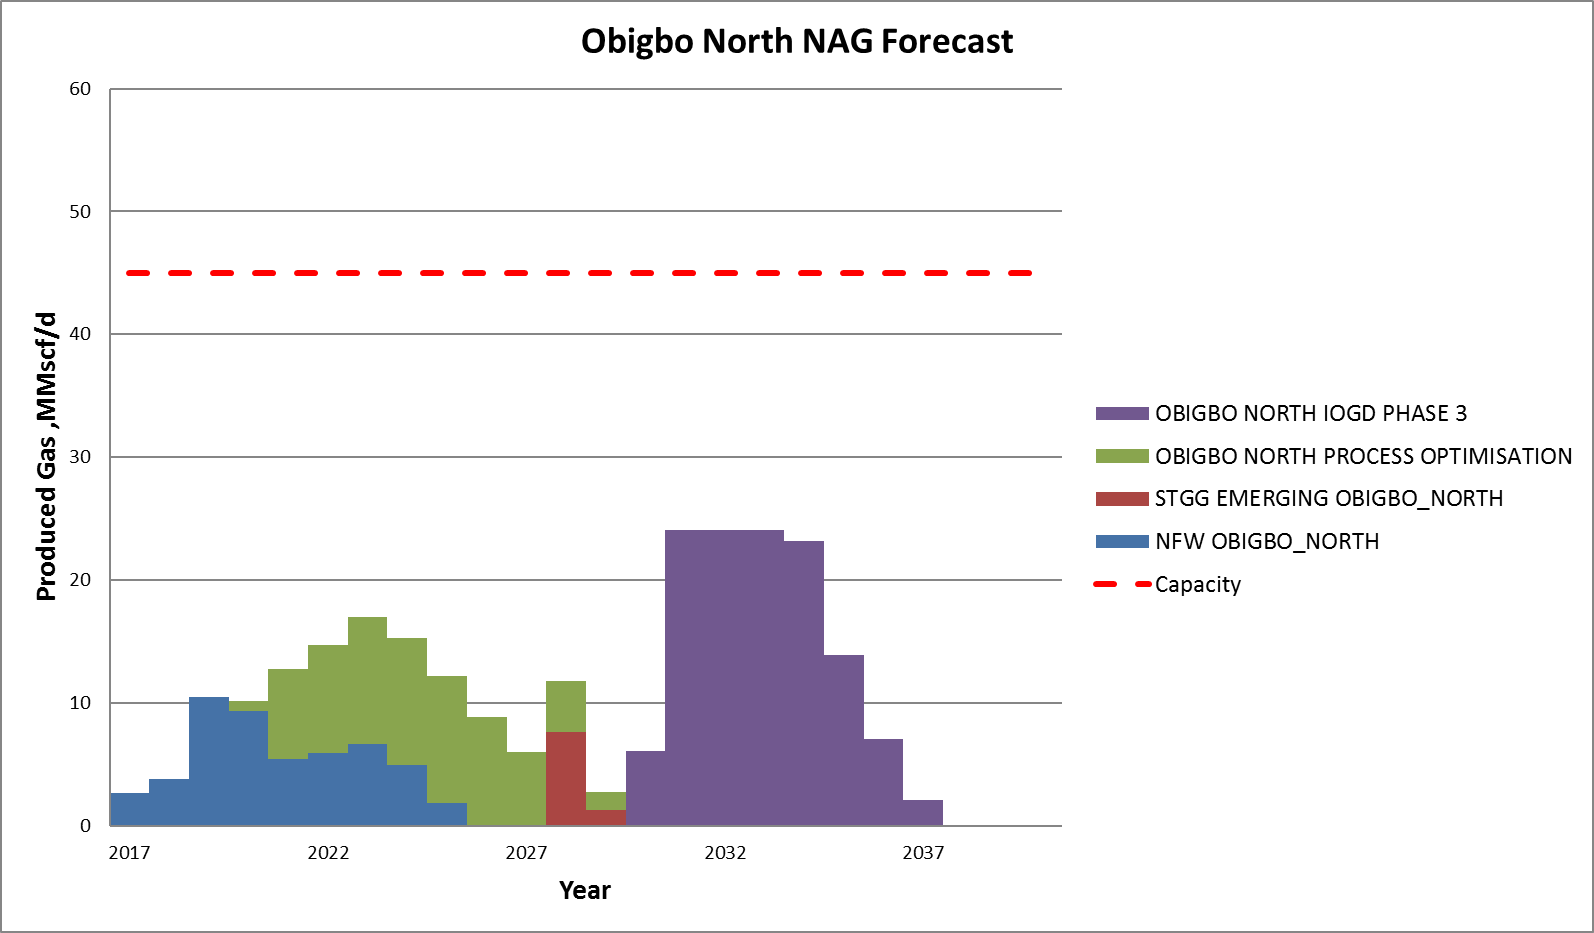 Obigbo North NAG Forecast
60
50
40
30
20
10
0
Produced Gas ,MMscf/d
2017 2022 2027 2032 2037
Year
OBIGBO NORTH IOGD PHASE 3
OBIGBO NORTH PROCESS OPTIMISATION
STGG EMERGING OBIGBO_NORTH
NFW OBIGBO_NORTH
Capacity